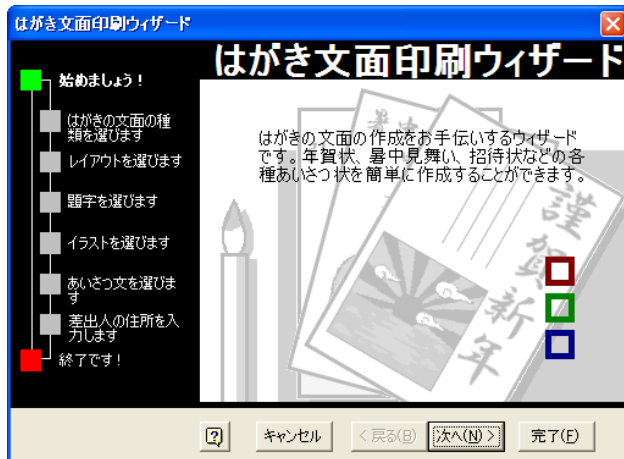 はがき文面印刷ウィザード
はがき文面印刷ウィザード
始めましょう!
はがきの文面の種
類を選びます
レイアウトを選びます
題字を選びます
イラストを選びます
あいさつ文を選びま
す
差出人の住所を入
力します
終了です!
はがきの文面の作成をお手伝いするウィザード
です。年賀状、暑中見舞い、招待状などの各
種あいさつ状を簡単に作成することができます。
暑中
謹賀新年
キャンセル
< 戻る(B)
次へ(N) >
完了(F)